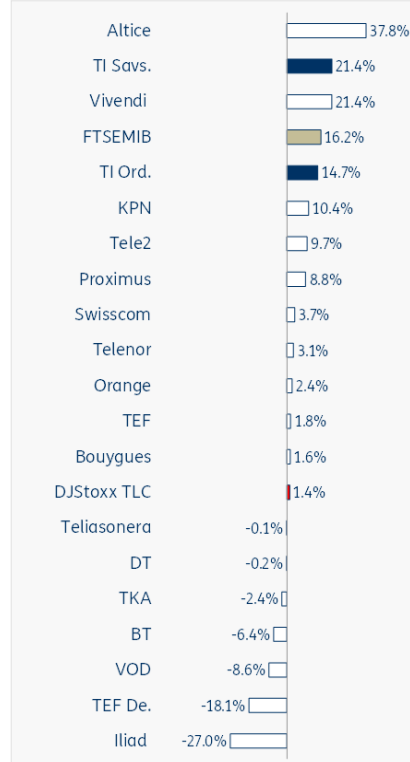 Altice 37.8%
TI Savs. 21.4%
Vivendi 21.4%
FTSEMIB 16.2%
TI Ord. 14.7%
KPN 10.4%
Tele2 9.7%
Proximus 8.8%
Swisscom 3.7%
Telenor 3.1%
Orange 2.4%
TEF 1.8%
Bouygues 1.6%
DJStoxx TLC 1.4%
Teliasonera -0.1%
DT -0.2%
TKA -2.4%
BT -6.4%
VOD -8.6%
TEF De. -18.1%
Iliad -27.0%